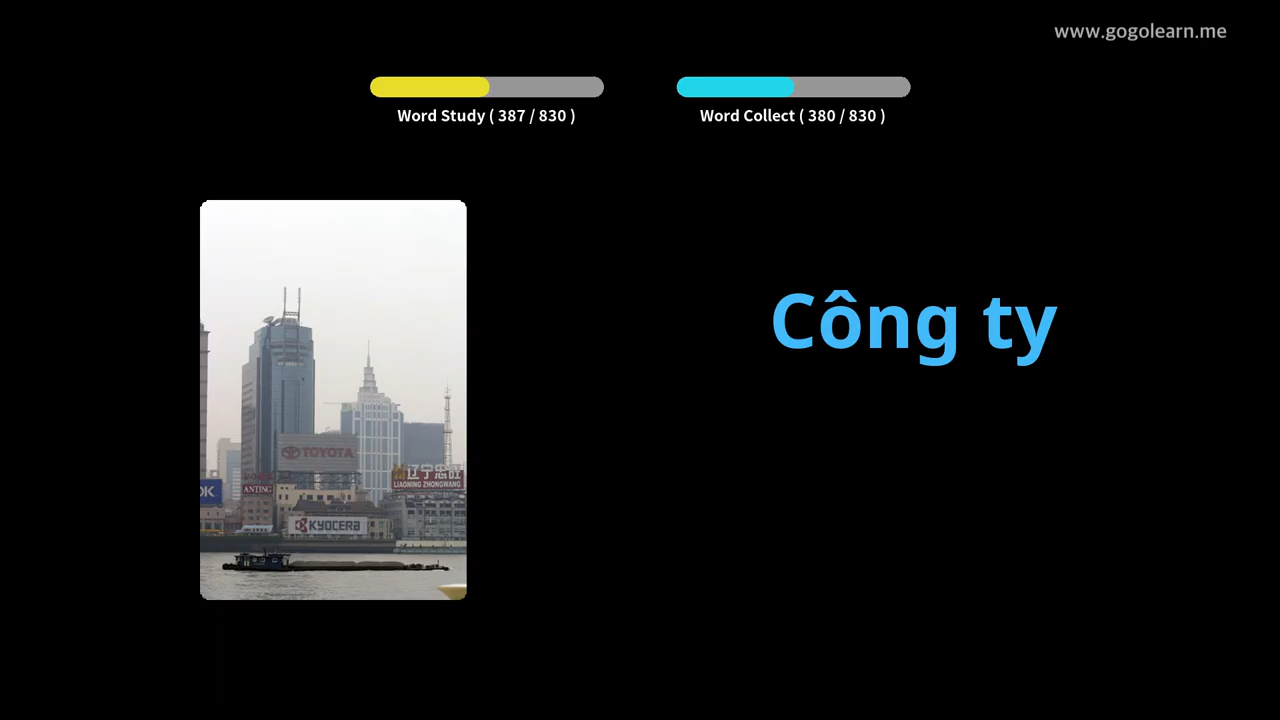 www.gogolearn.me
Word Study ( 387 / 830 )
Word Collect ( 380 / 830 )
Công ty
TOYOTA
辽宁忠旺
LIAONING ZHONGWANG
OK
ANTING
KYOCERA